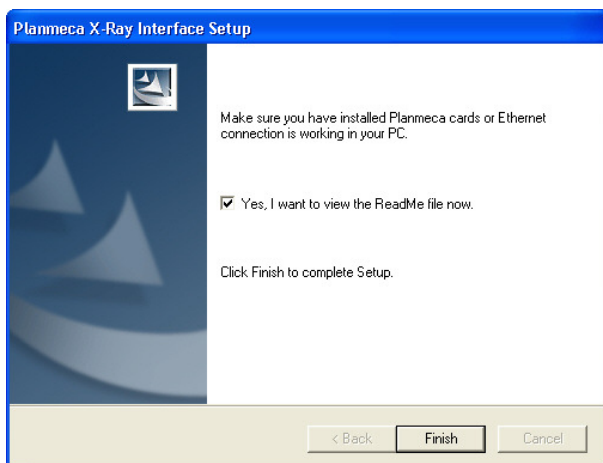 Planmeca X-Ray Interface Setup
Make sure you have installed Planmeca cards or Ethernet
connection is working in your PC.
Yes, I want to view the ReadMe file now.
Click Finish to complete Setup.
< Back
Finish
Cancel